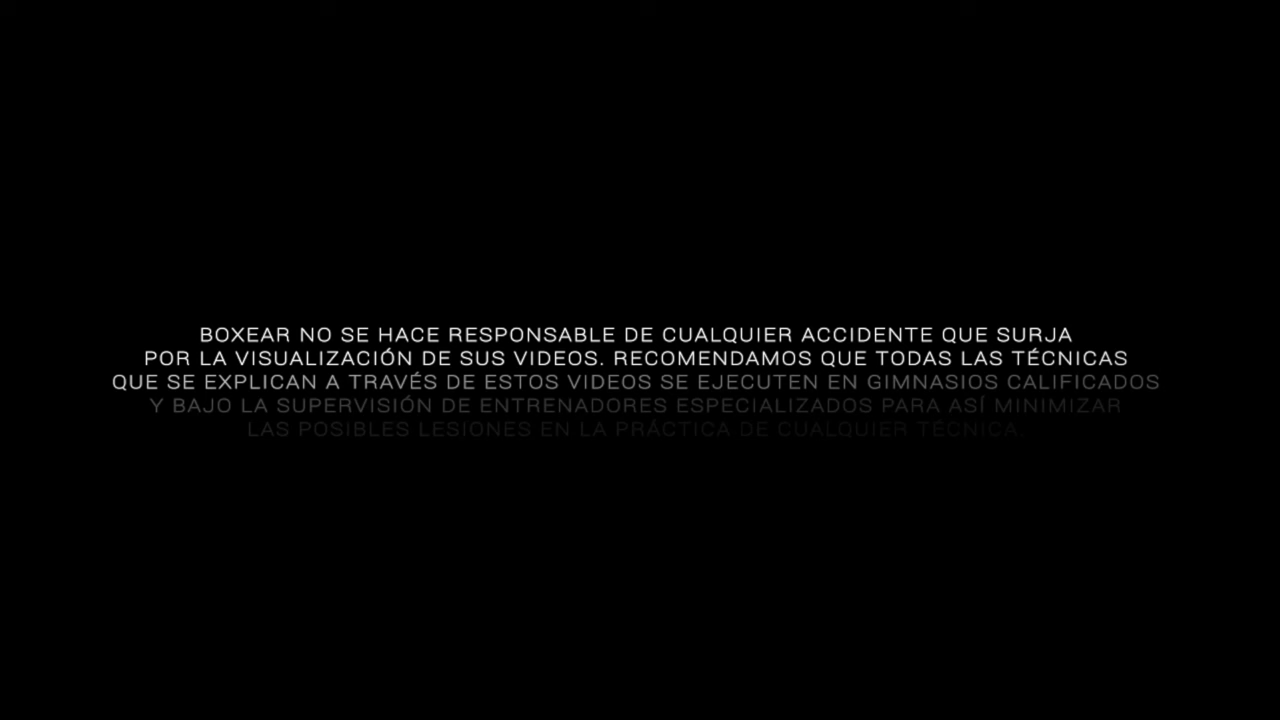 BOXEAR NO SE HACE RESPONSABLE DE CUALQUIER ACCIDENTE QUE SURJA
POR LA VISUALIZACIÓN DE SUS VIDEOS. RECOMENDAMOS QUE TODAS LAS TÉCNICAS
QUE SE EXPLICAN A TRAVÉS DE ESTOS VIDEOS SE EJECUTEN EN GIMNASIOS CALIFICADOS
Y BAJO LA SUPERVISIÓN DE ENTRENADORES ESPECIALIZADOS PARA ASÍ MINIMIZAR
LAS POSIBLES LESIONES EN LA PRÁCTICA DE CUALQUIER TÉCNICA.